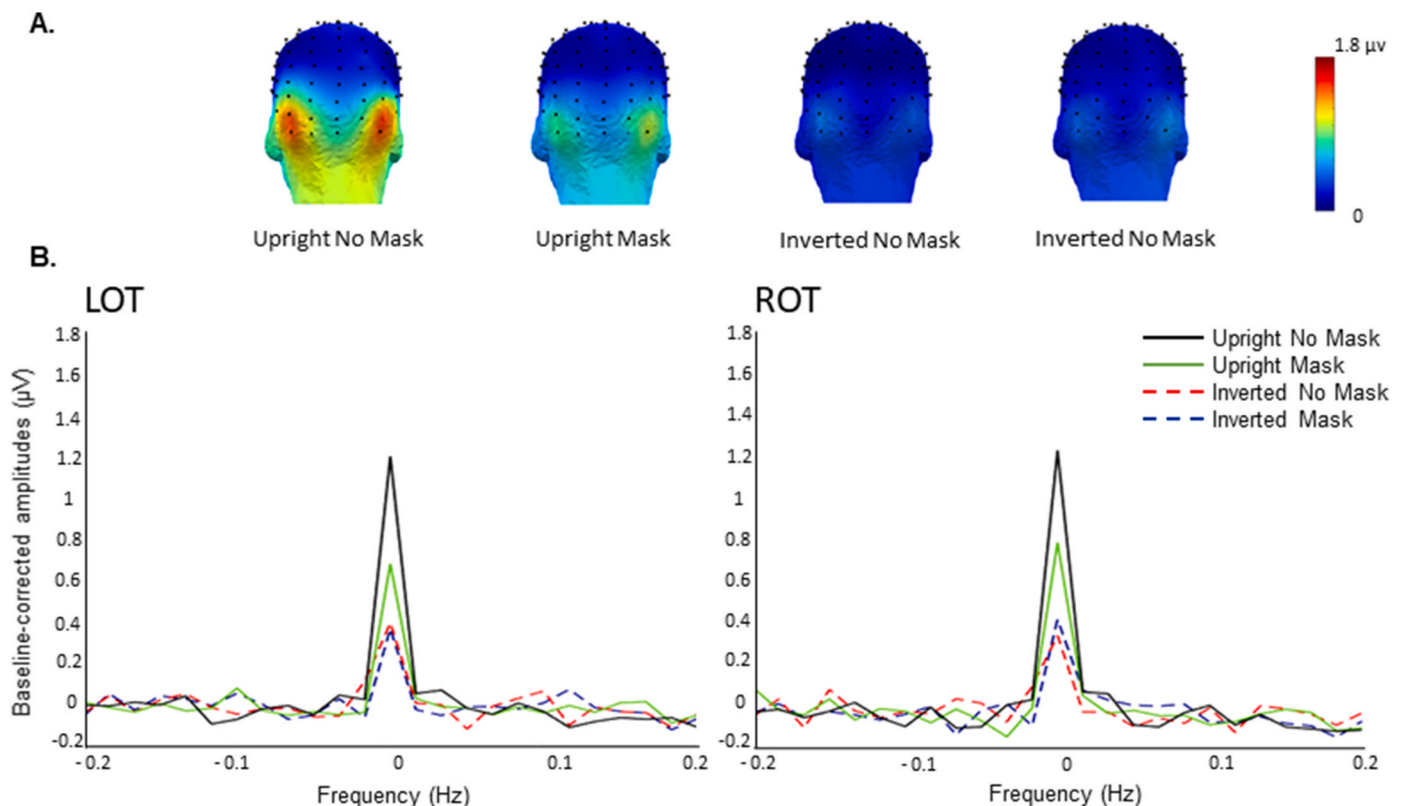 A.
1.8 μv
0
Upright No Mask
Upright Mask
Inverted No Mask
Inverted No Mask
B.
LOT
Baseline-corrected amplitudes (μV)
1.8
1.6
1.4
1.2
1
0.8
0.6
0.4
0.2
0
-0.2
-0.2
-0.1
0
0.1
0.2
Frequency (Hz)
ROT
1.8
1.6
1.4
1.2
1
0.8
0.6
0.4
0.2
0
-0.2
-0.2
-0.1
0
0.1
0.2
Frequency (Hz)
Upright No Mask
Upright Mask
Inverted No Mask
Inverted Mask